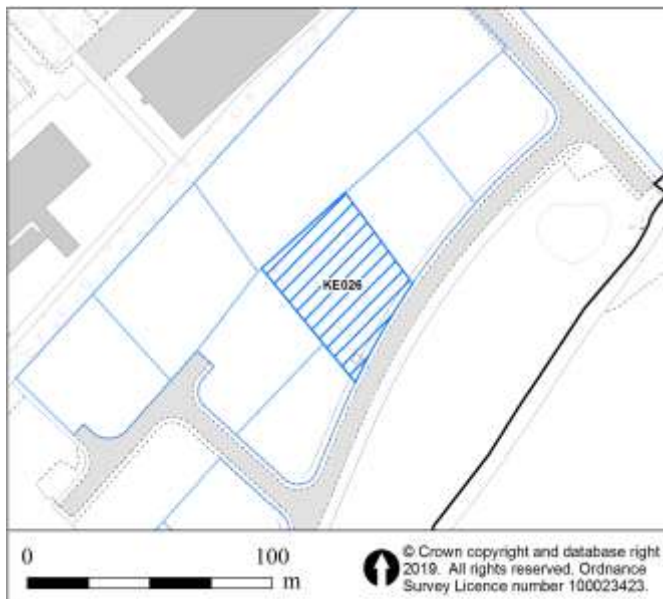 KE026
0 100
m
© Crown copyright and database right
2019. All rights reserved. Ordnance
Survey Licence number 100023423.